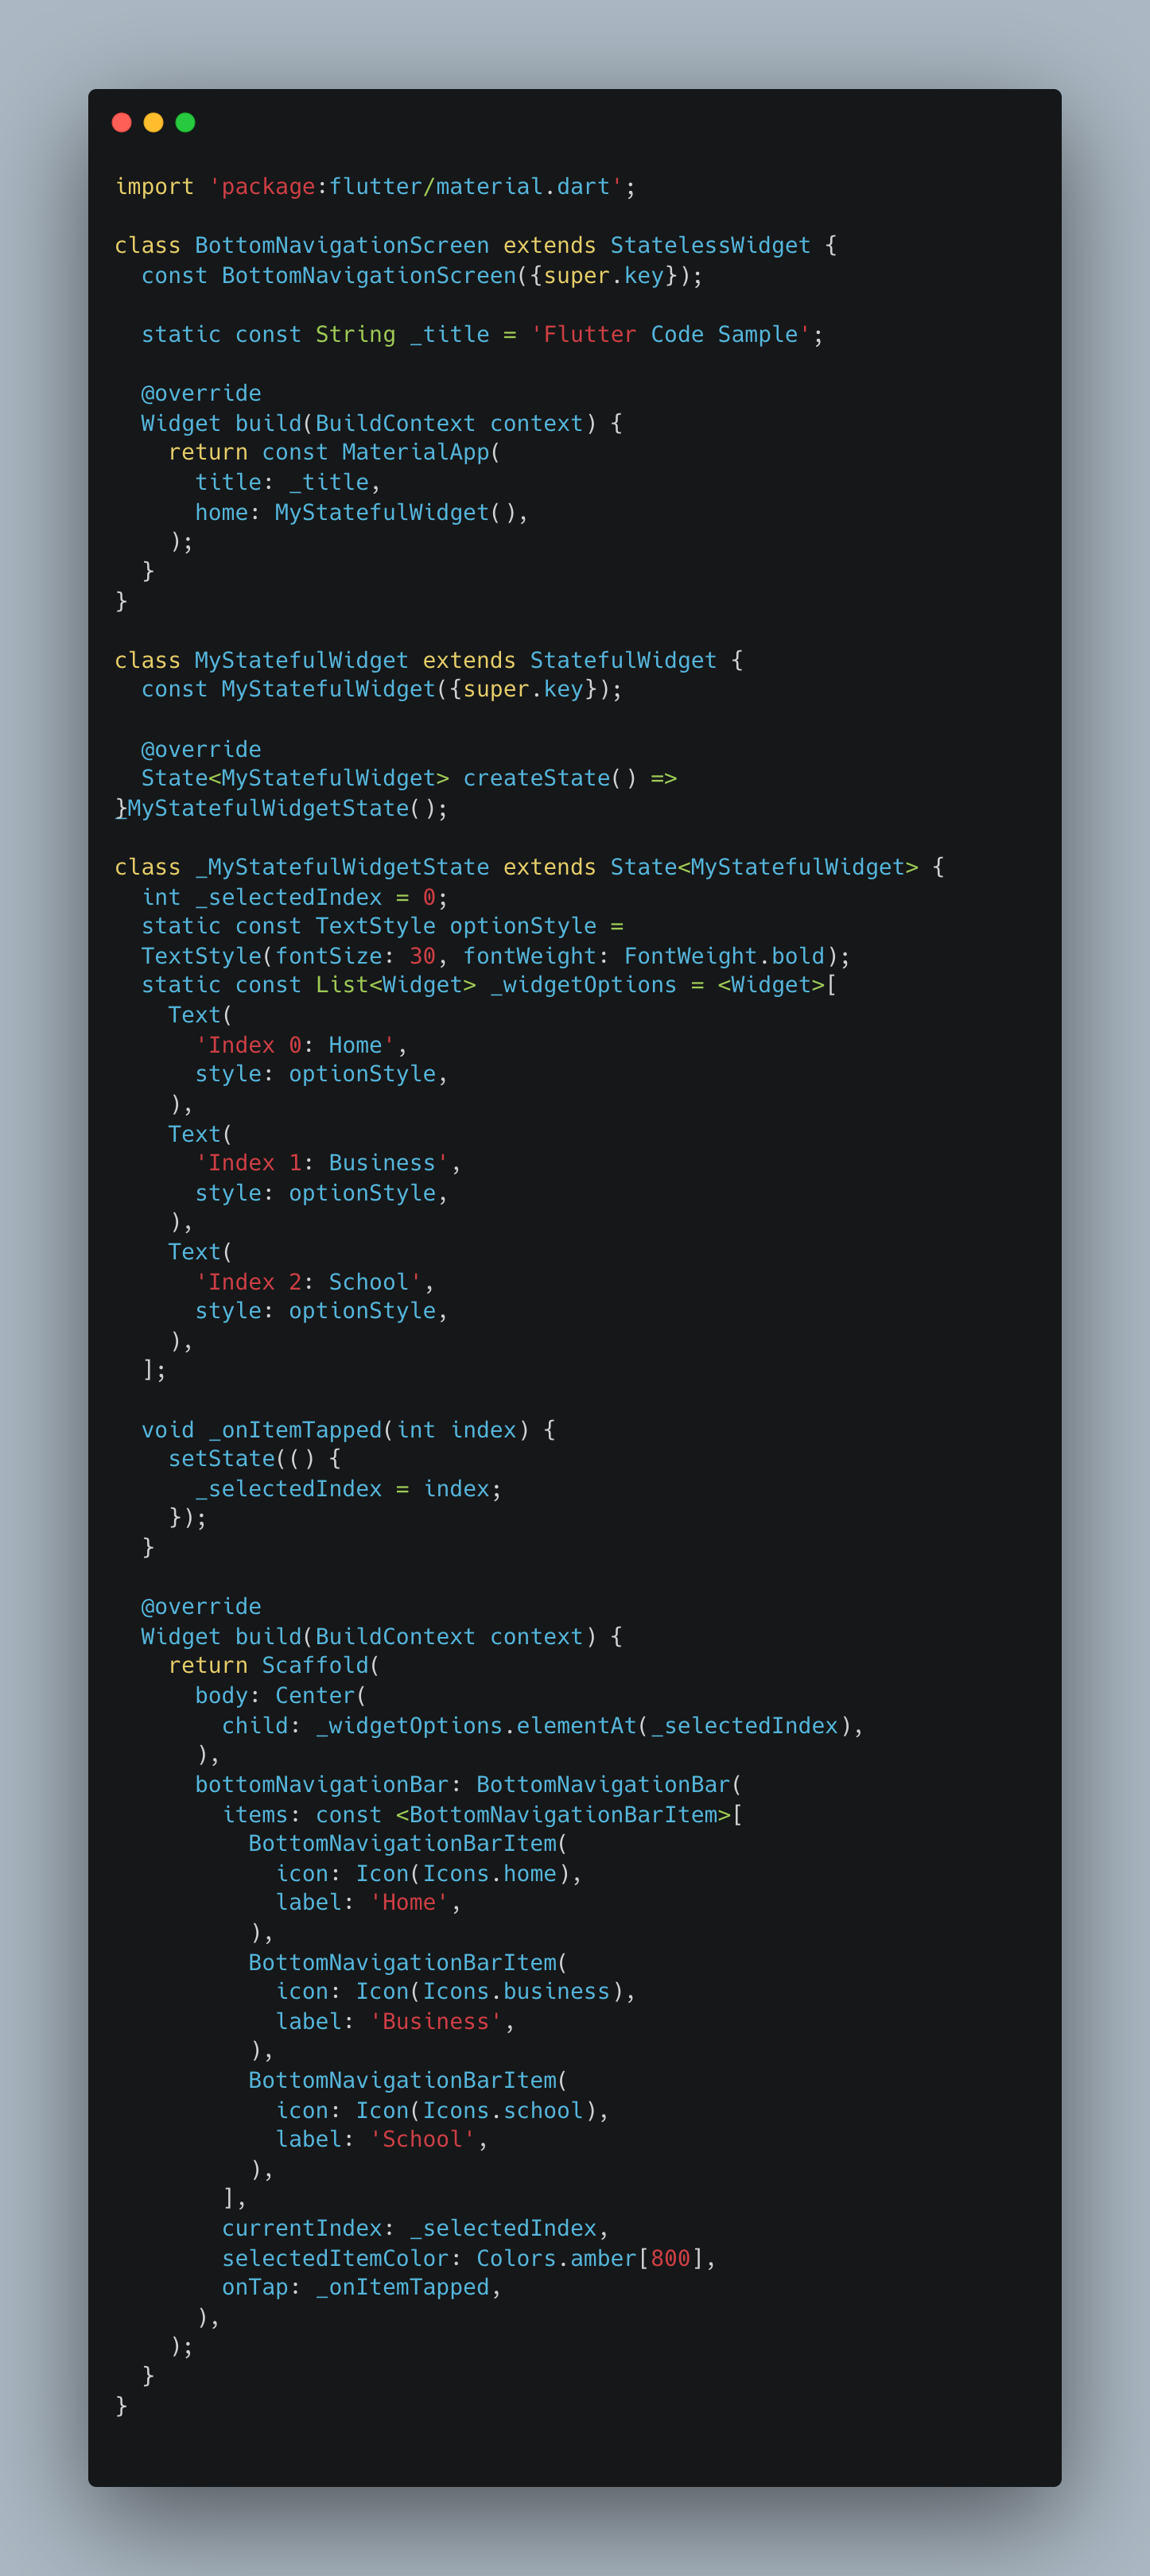 import 'package:flutter/material.dart';

class BottomNavigationScreen extends StatelessWidget {
  const BottomNavigationScreen({super.key});

  static const String _title = 'Flutter Code Sample';

  @override
  Widget build(BuildContext context) {
    return const MaterialApp(
      title: _title,
      home: MyStatefulWidget(),
    );
  }
}

class MyStatefulWidget extends StatefulWidget {
  const MyStatefulWidget({super.key});

  @override
  State<MyStatefulWidget> createState() =>
}_MyStatefulWidgetState();

class _MyStatefulWidgetState extends State<MyStatefulWidget> {
  int _selectedIndex = 0;
  static const TextStyle optionStyle =
  TextStyle(fontSize: 30, fontWeight: FontWeight.bold);
  static const List<Widget> _widgetOptions = <Widget>[
    Text(
      'Index 0: Home',
      style: optionStyle,
    ),
    Text(
      'Index 1: Business',
      style: optionStyle,
    ),
    Text(
      'Index 2: School',
      style: optionStyle,
    ),
  ];

  void _onItemTapped(int index) {
    setState(() {
      _selectedIndex = index;
    });
  }

  @override
  Widget build(BuildContext context) {
    return Scaffold(
      body: Center(
        child: _widgetOptions.elementAt(_selectedIndex),
      ),
      bottomNavigationBar: BottomNavigationBar(
        items: const <BottomNavigationBarItem>[
          BottomNavigationBarItem(
            icon: Icon(Icons.home),
            label: 'Home',
          ),
          BottomNavigationBarItem(
            icon: Icon(Icons.business),
            label: 'Business',
          ),
          BottomNavigationBarItem(
            icon: Icon(Icons.school),
            label: 'School',
          ),
        ],
        currentIndex: _selectedIndex,
        selectedItemColor: Colors.amber[800],
        onTap: _onItemTapped,
      ),
    );
  }
}